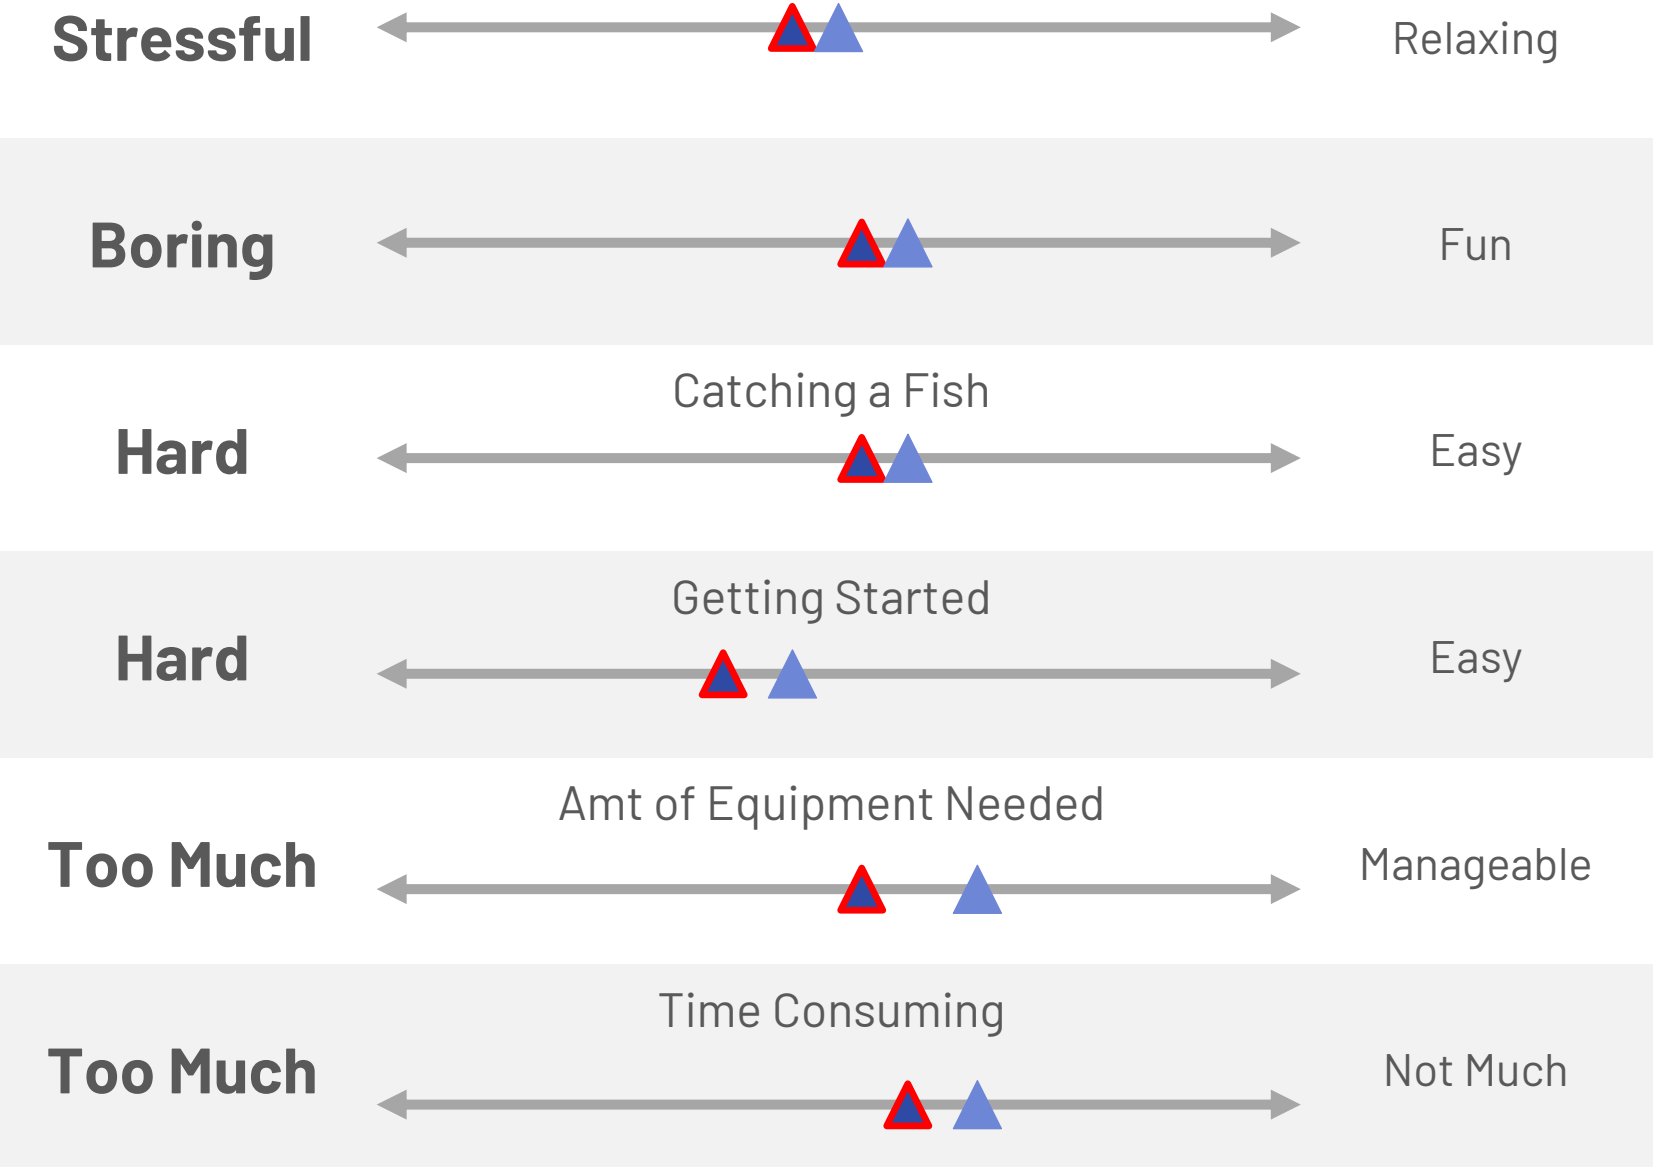 Stressful
Relaxing
Boring
Fun
Catching a Fish
Hard
Easy
Getting Started
Hard
Easy
Amt of Equipment Needed
Too Much
Manageable
Time Consuming
Too Much
Not Much